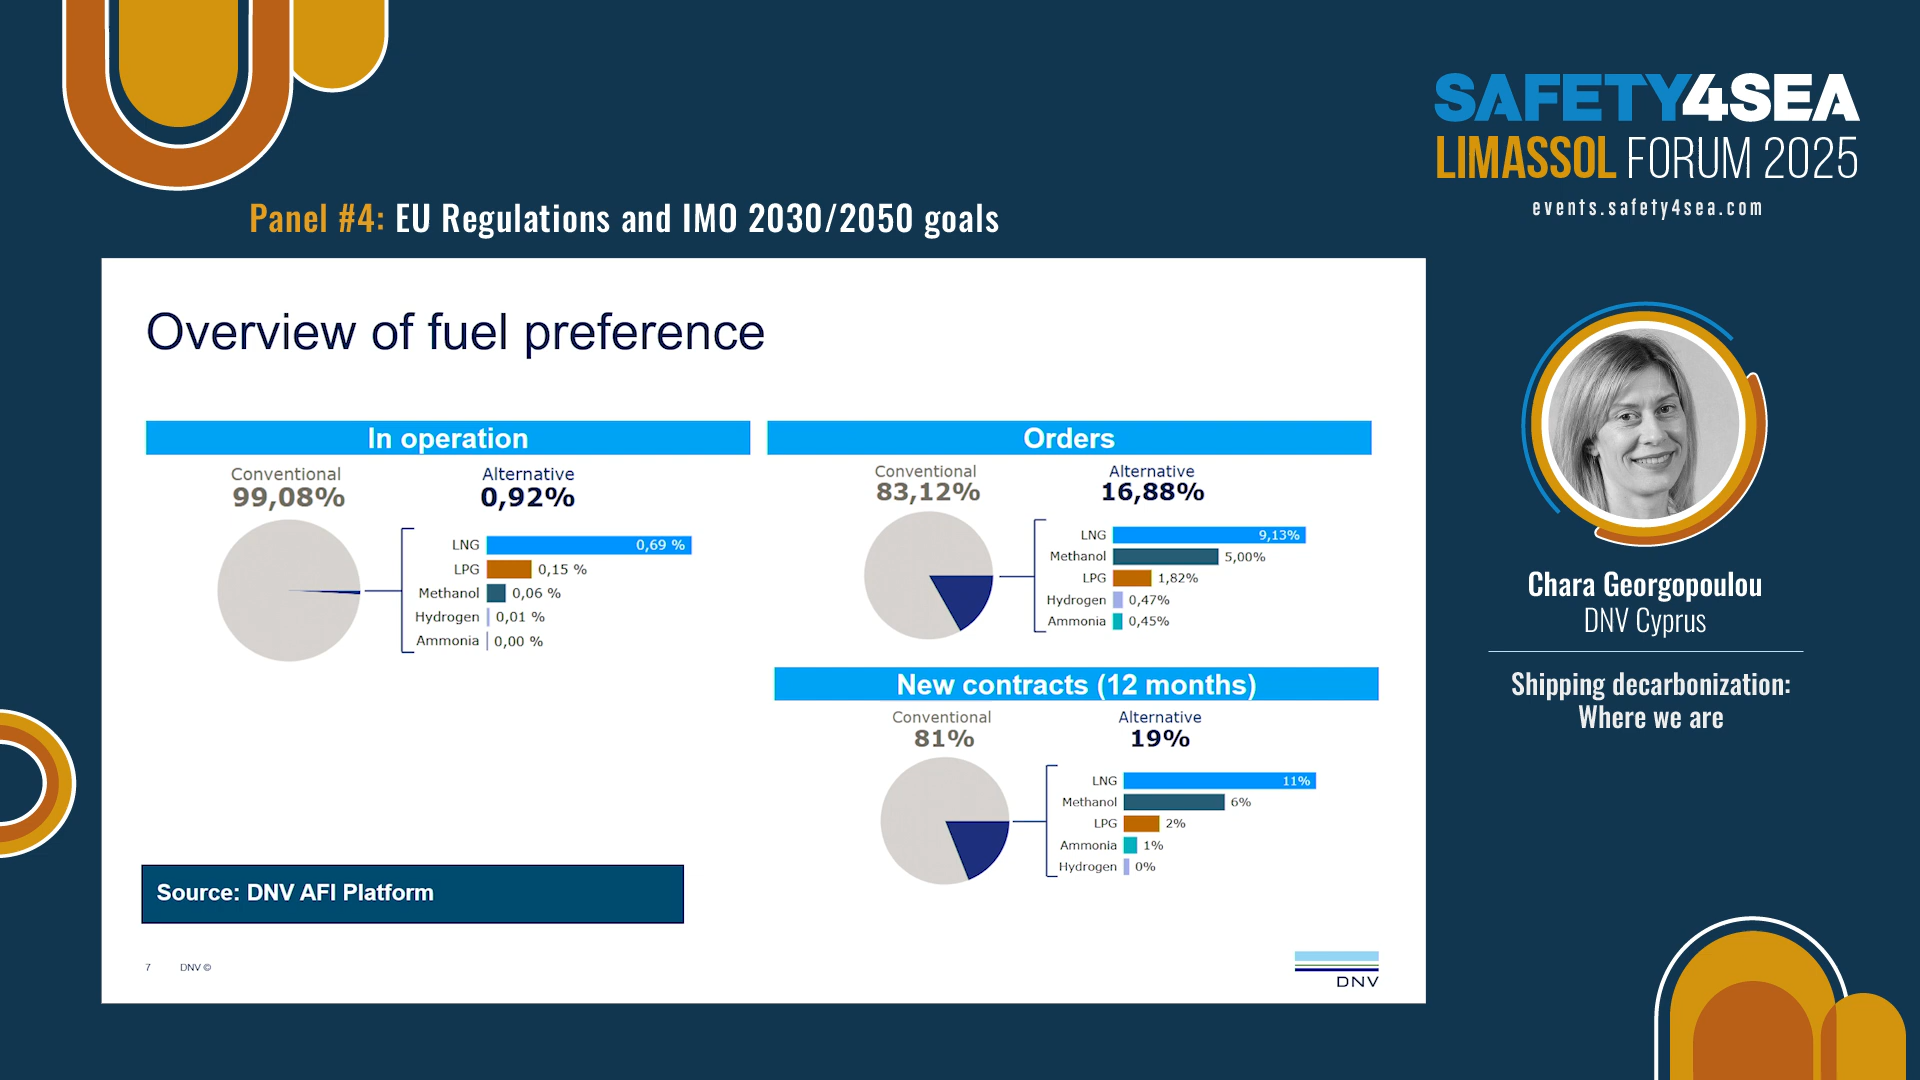 SAFETY4SEA
LIMASSOL FORUM 2025
events.safety4sea.com
Panel #4: EU Regulations and IMO 2030/2050 goals
Overview of fuel preference
In operation
Conventional
99,08%
Alternative
0,92%
LNG 0,69 %
LPG 0,15 %
Methanol 0,06 %
Hydrogen 0,01 %
Ammonia 0,00 %
Orders
Conventional
83,12%
Alternative
16,88%
LNG 9,13%
Methanol 5,00%
LPG 1,82%
Hydrogen 0,47%
Ammonia 0,45%
New contracts (12 months)
Conventional
81%
Alternative
19%
LNG 11%
Methanol 6%
LPG 2%
Ammonia 1%
Hydrogen 0%
Source: DNV AFI Platform
7 DNV ©
DNV
Chara Georgopoulou
DNV Cyprus
Shipping decarbonization:
Where we are